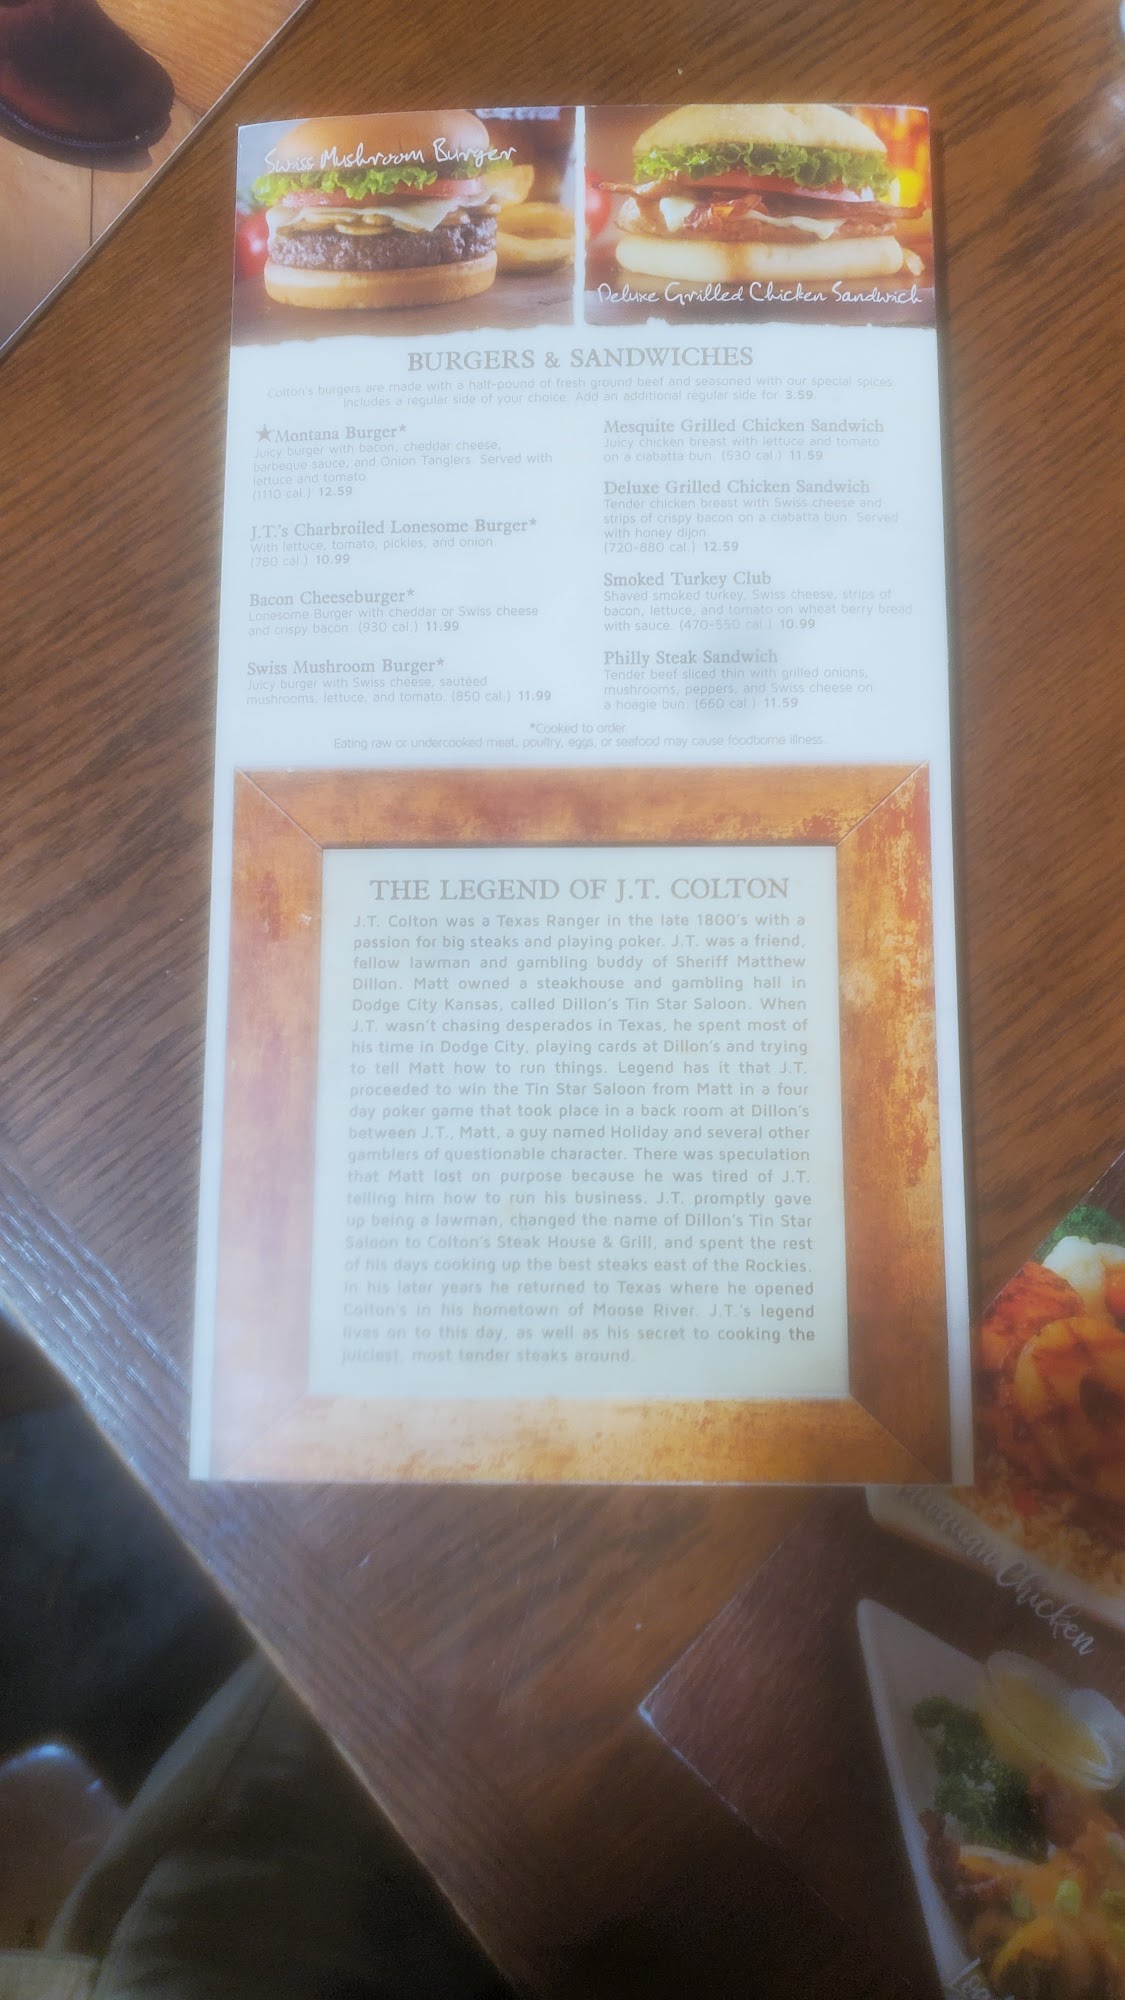 Swiss Mushroom Burger
Deluxe Grilled Chicken Sandwich
BURGERS & SANDWICHES
Colton's burgers are made with a half-pound of fresh ground beef and seasoned with our special spices.
Includes a regular side of your choice. Add an additional regular side for 3.59.
★Montana Burger*
Juicy burger with bacon, cheddar cheese,
barbeque sauce, and Onion Tanglers. Served with
lettuce and tomato.
(1110 cal.) 12.59
J.T.'s Charbroiled Lonesome Burger*
With lettuce, tomato, pickles, and onion.
(780 cal.) 10.99
Bacon Cheeseburger*
Lonesome Burger with cheddar or Swiss cheese
and crispy bacon. (930 cal.) 11.99
Swiss Mushroom Burger*
Juicy burger with Swiss cheese, sautéed
mushrooms, lettuce, and tomato. (850 cal.) 11.99
Mesquite Grilled Chicken Sandwich
Juicy chicken breast with lettuce and tomato
on a ciabatta bun. (530 cal.) 11.59
Deluxe Grilled Chicken Sandwich
Tender chicken breast with Swiss cheese and
strips of crispy bacon on a ciabatta bun. Served
with honey dijon.
(720-880 cal.) 12.59
Smoked Turkey Club
Shaved smoked turkey, Swiss cheese, strips of
bacon, lettuce, and tomato on wheat berry bread
with sauce. (470-550 cal.) 10.99
Philly Steak Sandwich
Tender beef sliced thin with grilled onions,
mushrooms, peppers, and Swiss cheese on
a hoagie bun. (660 cal.) 11.59
*Cooked to order.
Eating raw or undercooked meat, poultry, eggs, or seafood may cause foodborne illness.
THE LEGEND OF J.T. COLTON
J.T. Colton was a Texas Ranger in the late 1800's with a
passion for big steaks and playing poker. J.T. was a friend,
fellow lawman and gambling buddy of Sheriff Matthew
Dillon. Matt owned a steakhouse and gambling hall in
Dodge City Kansas, called Dillon's Tin Star Saloon. When
J.T. wasn't chasing desperados in Texas, he spent most of
his time in Dodge City, playing cards at Dillon's and trying
to tell Matt how to run things. Legend has it that J.T.
proceeded to win the Tin Star Saloon from Matt in a four
day poker game that took place in a back room at Dillon's
between J.T., Matt, a guy named Holiday and several other
gamblers of questionable character. There was speculation
that Matt lost on purpose because he was tired of J.T.
telling him how to run his business. J.T. promptly gave
up being a lawman, changed the name of Dillon's Tin Star
Saloon to Colton's Steak House & Grill, and spent the rest
of his days cooking up the best steaks east of the Rockies.
In his later years he returned to Texas where he opened
Colton's in his hometown of Moose River. J.T.'s legend
lives on to this day, as well as his secret to cooking the
juiciest, most tender steaks around.
Chicken